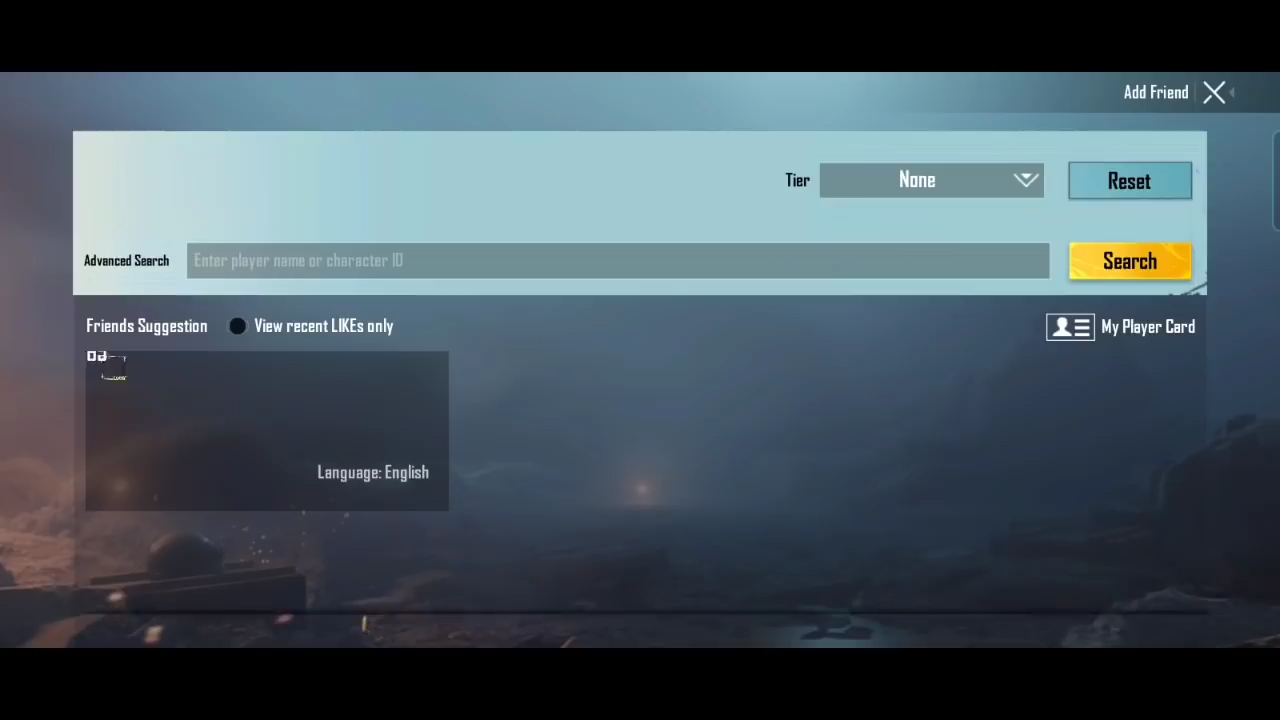 Add Friend
Tier
None
Reset
Advanced Search
Enter player name or character ID
Search
Friends Suggestion
View recent LIKEs only
My Player Card
Language: English